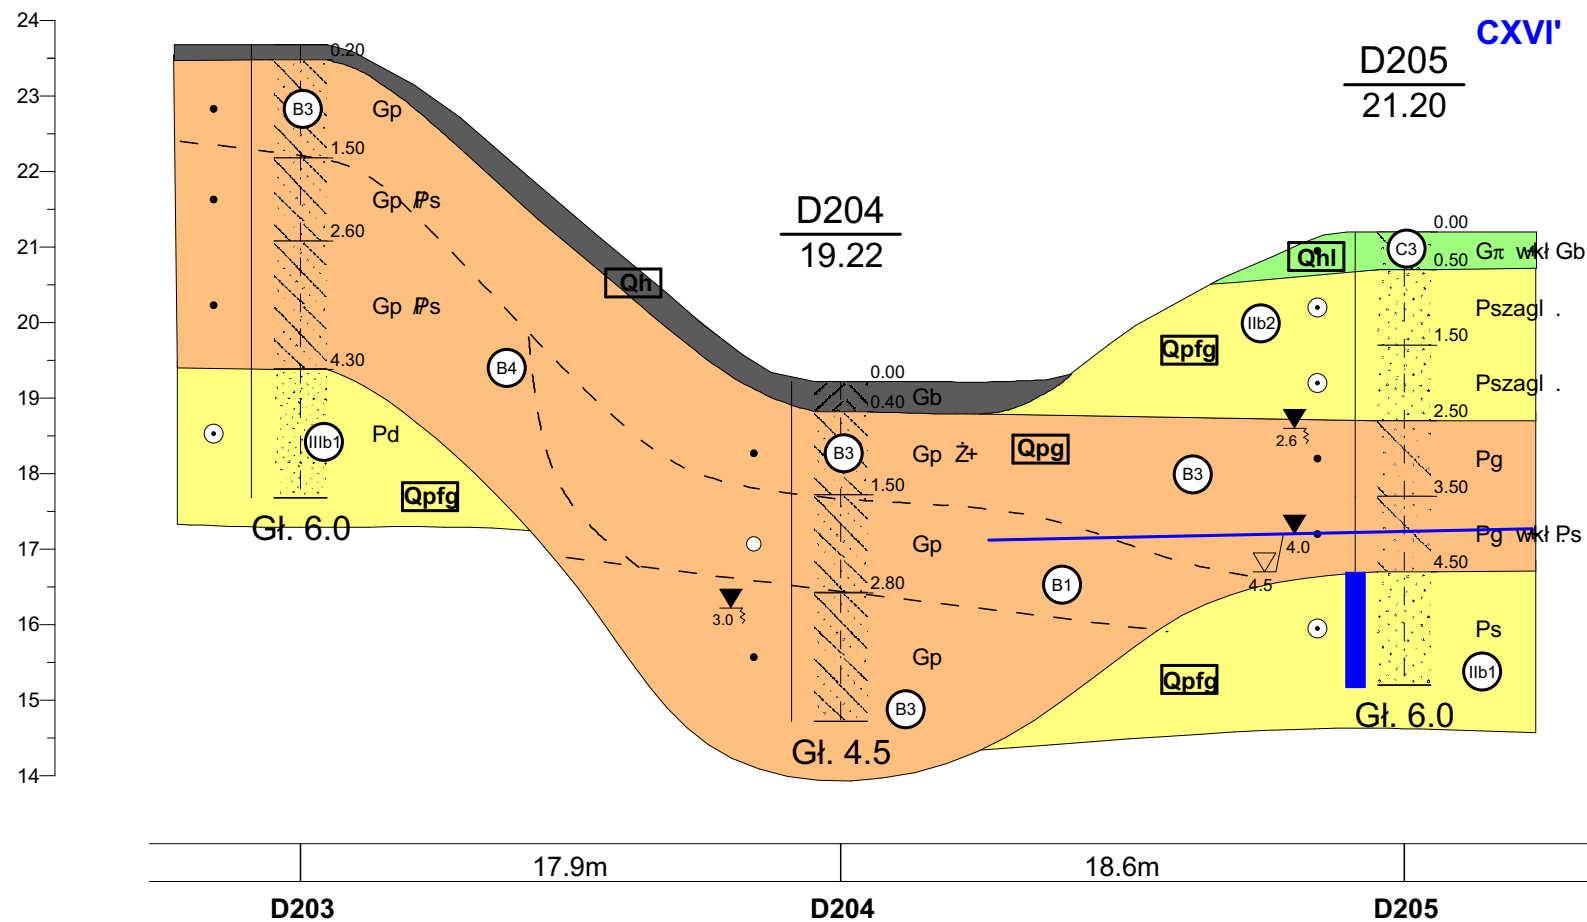 CXVI'
24
23
22
21
20
19
18
17
16
15
14
0.20
B3
Gp
1.50
Gp Ps
2.60
Gp Ps
4.30
B4
IIIb1
Pd
Qpfg
Gł. 6.0
Qh
D204
19.22
0.00
Gb
0.40
B3
Gp Ż+
1.50
Gp
2.80
3.0
Gp
B3
Gł. 4.5
Qpg
B3
B1
D205
21.20
Qhl
C3
0.00
0.50
Gπ wkł Gb
IIb2
Qpfg
Pszagl .
1.50
Pszagl .
2.50
2.6
Pg
3.50
4.0
Pg wkł Ps
4.5
4.50
Ps
Qpfg
IIb1
Gł. 6.0
17.9m
18.6m
D203
D204
D205